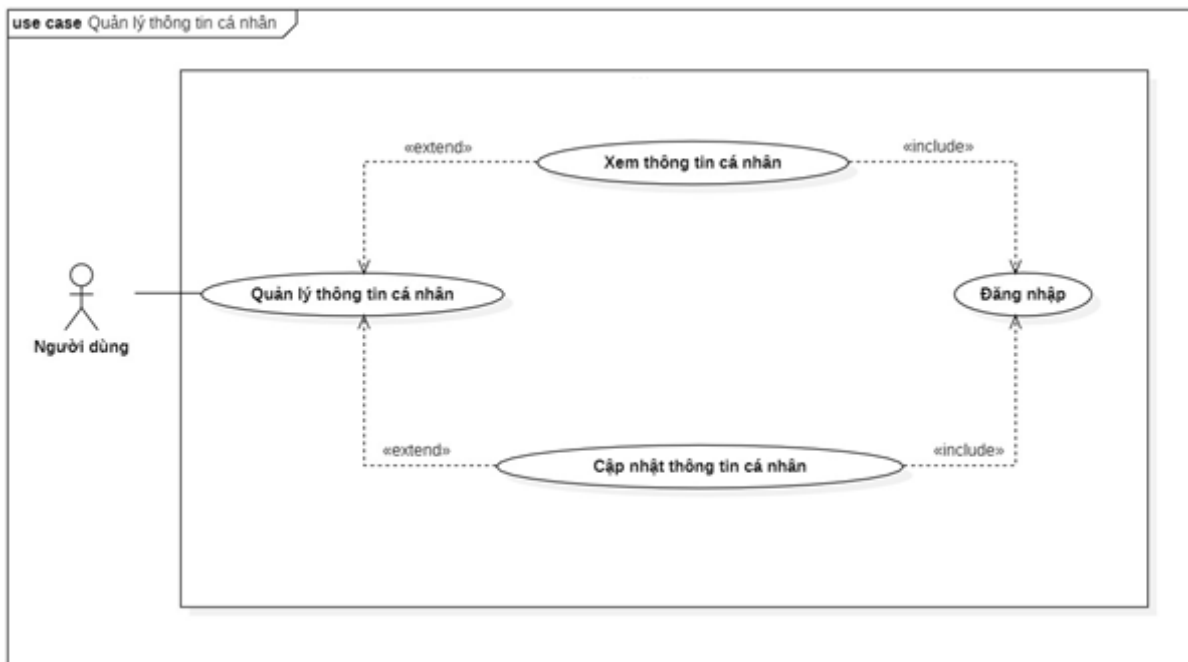 use case Quản lý thông tin cá nhân
«extend»
Xem thông tin cá nhân
«include»
Quản lý thông tin cá nhân
Đăng nhập
Người dùng
«extend»
Cập nhật thông tin cá nhân
«include»